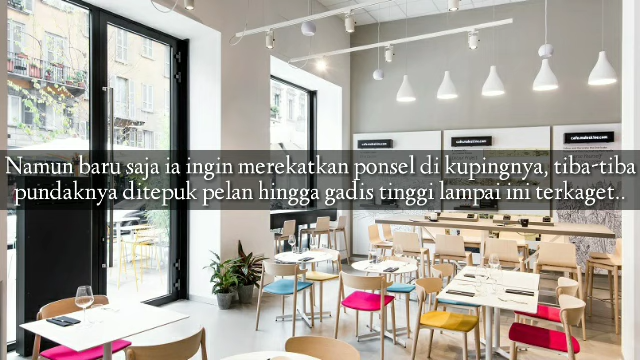 Namun baru saja ia ingin merekatkan ponsel di kupingnya, tiba-tiba
pundaknya ditepuk pelan hingga gadis tinggi lampai ini terkaget..